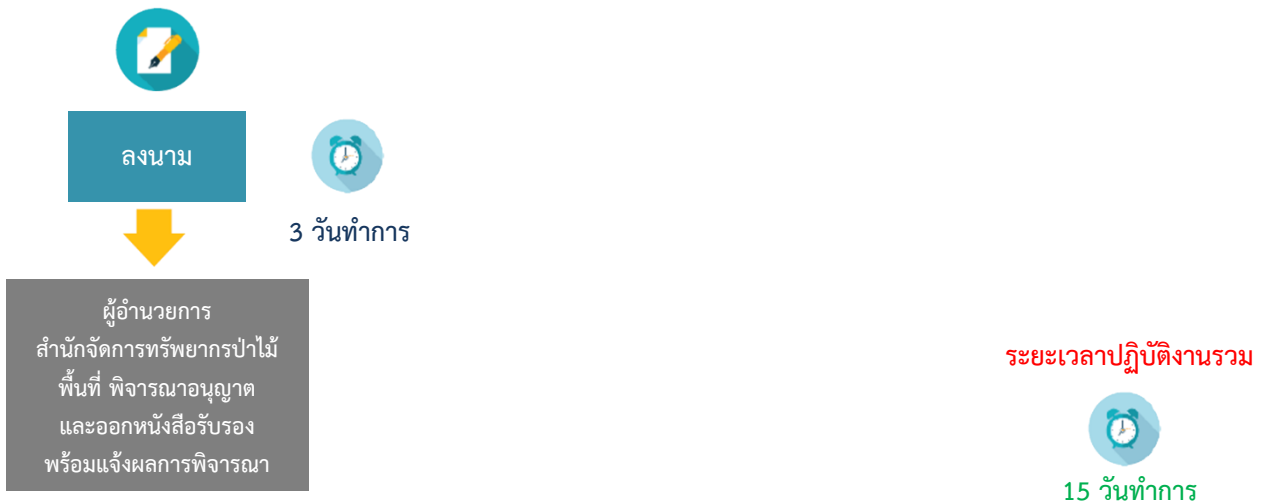 ลงนาม
3 วันทำการ
ผู้อำนวยการ
สำนักจัดการทรัพยากรป่าไม้
พื้นที่ พิจารณาอนุญาต
และออกหนังสือรับรอง
พร้อมแจ้งผลการพิจารณา
ระยะเวลาปฏิบัติงานรวม
15 วันทำการ